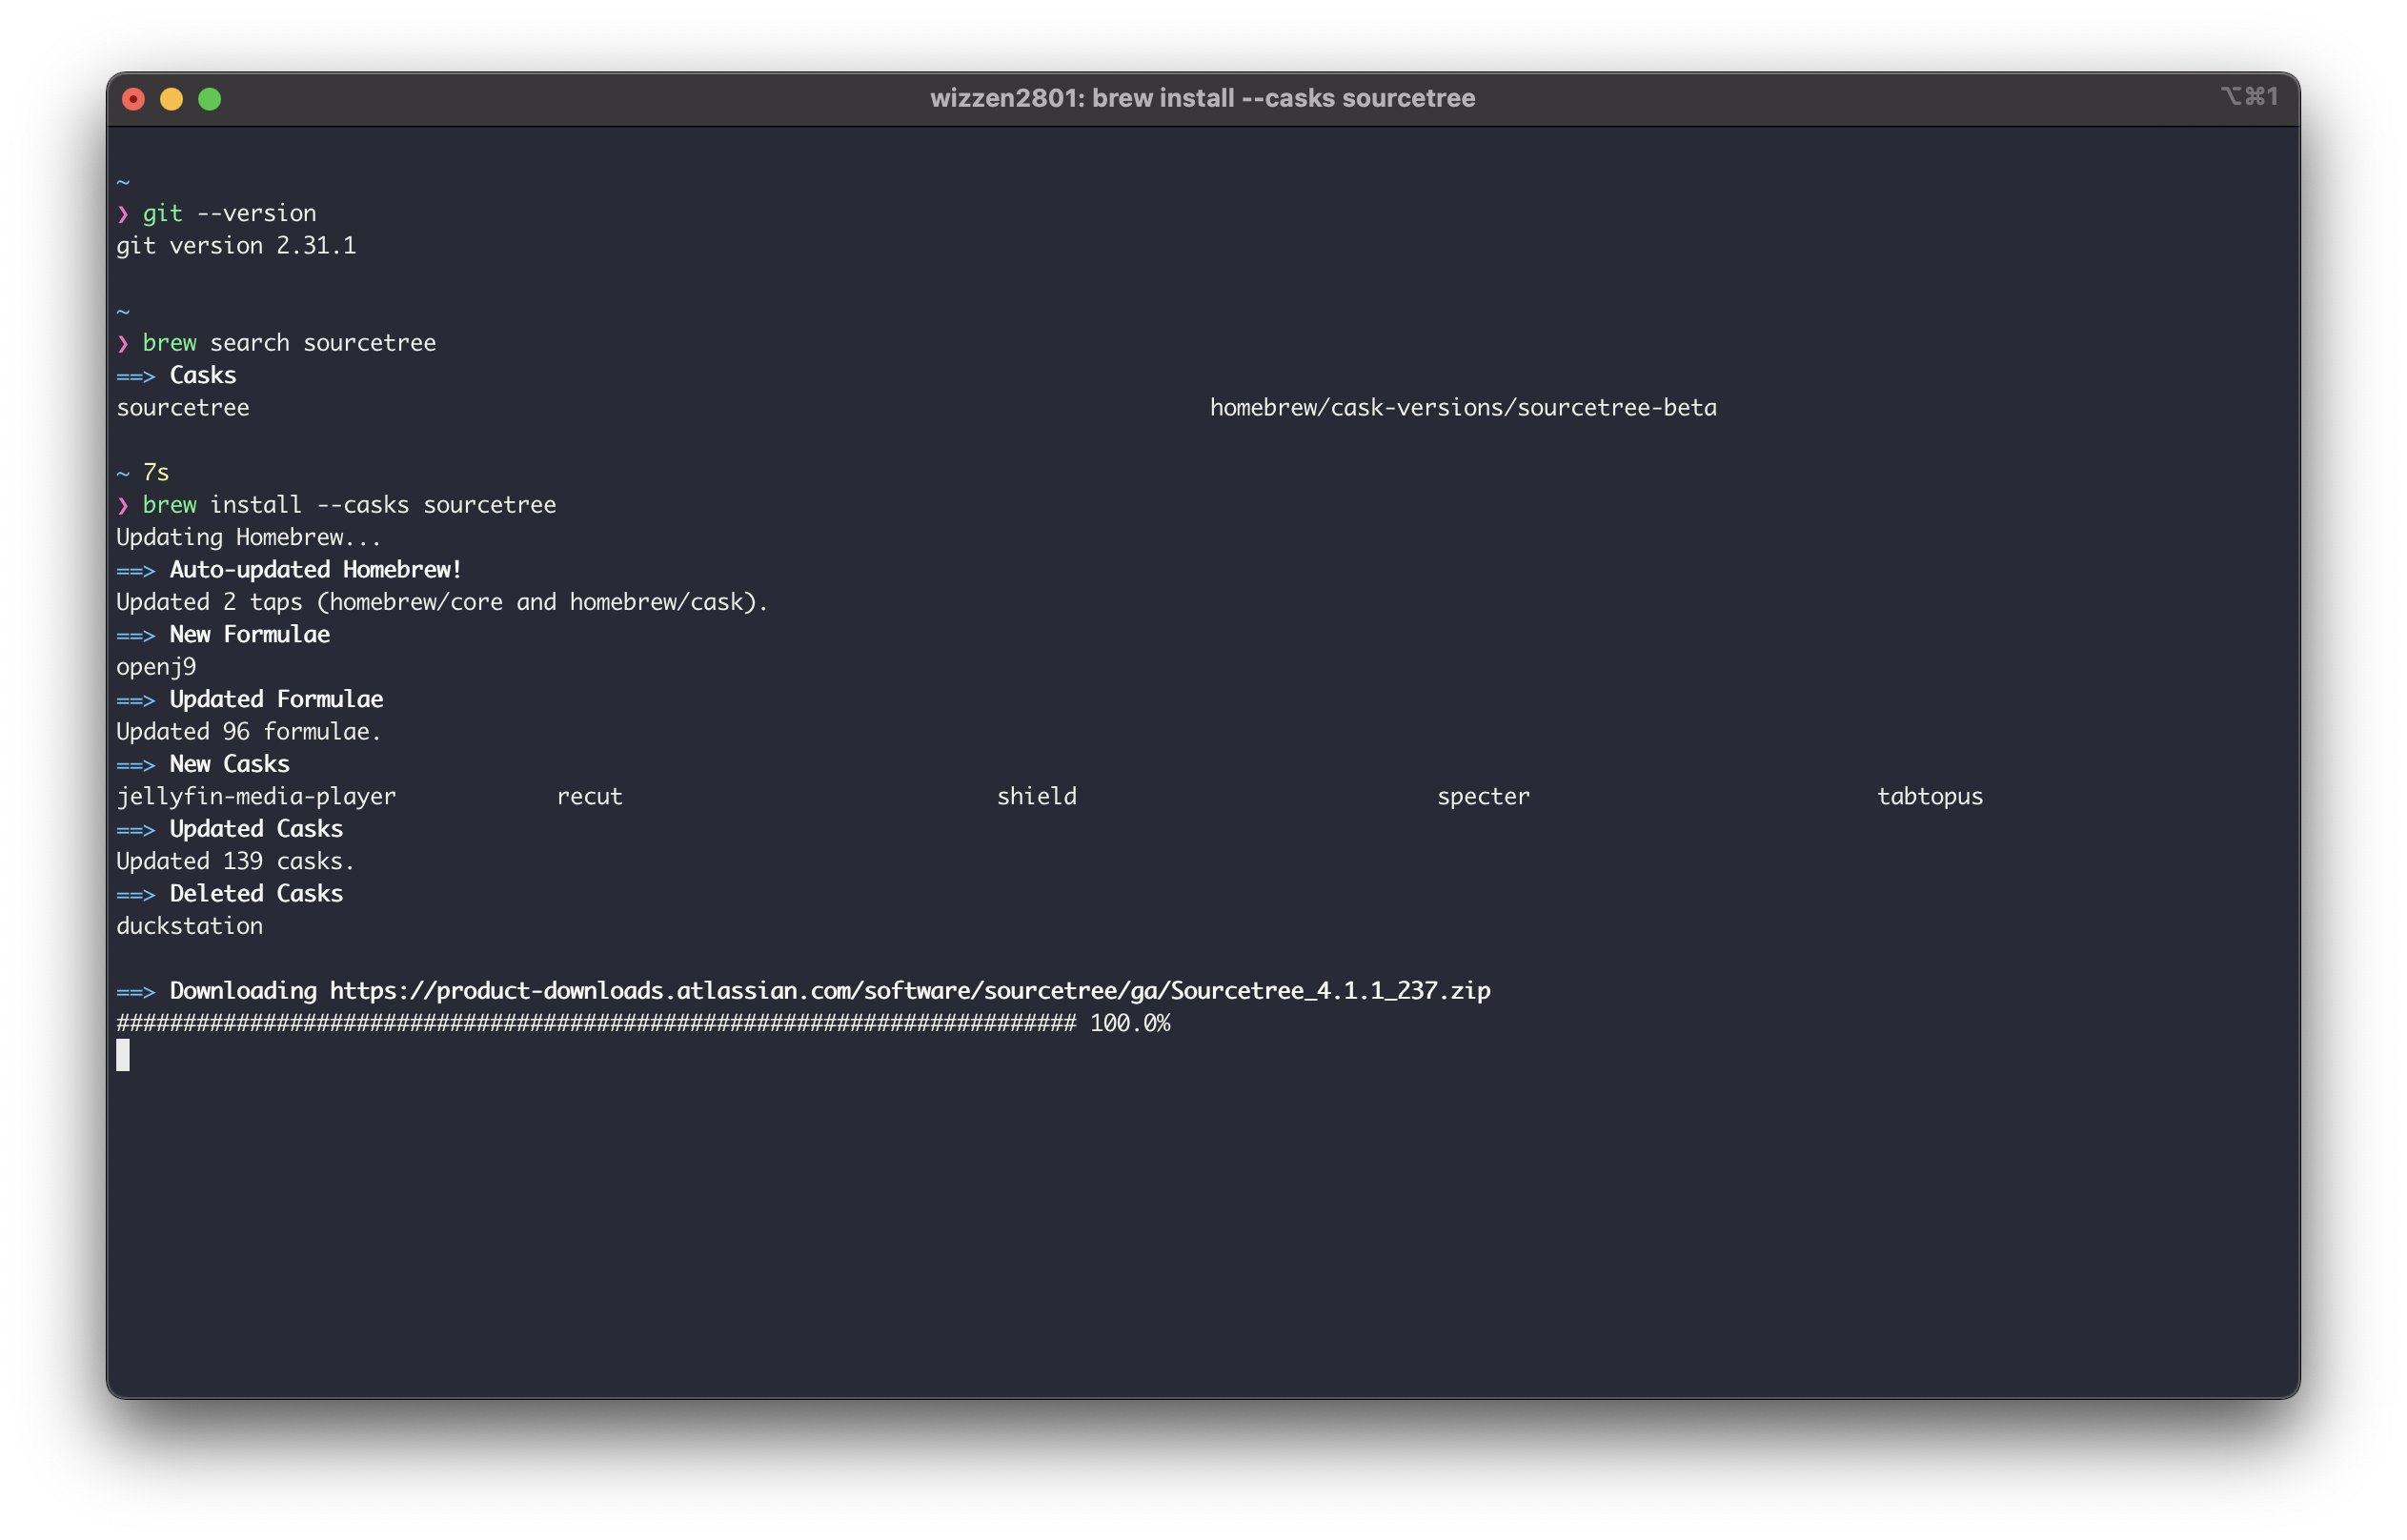 wizzen2801: brew install --casks sourcetree ⌥⌘1
~
❯ git --version
git version 2.31.1
~
❯ brew search sourcetree
==> Casks
sourcetree homebrew/cask-versions/sourcetree-beta
~ 7s
❯ brew install --casks sourcetree
Updating Homebrew...
==> Auto-updated Homebrew!
Updated 2 taps (homebrew/core and homebrew/cask).
==> New Formulae
openj9
==> Updated Formulae
Updated 96 formulae.
==> New Casks
jellyfin-media-player recut shield specter tabtopus
==> Updated Casks
Updated 139 casks.
==> Deleted Casks
duckstation
==> Downloading https://product-downloads.atlassian.com/software/sourcetree/ga/Sourcetree_4.1.1_237.zip
######################################################################## 100.0%